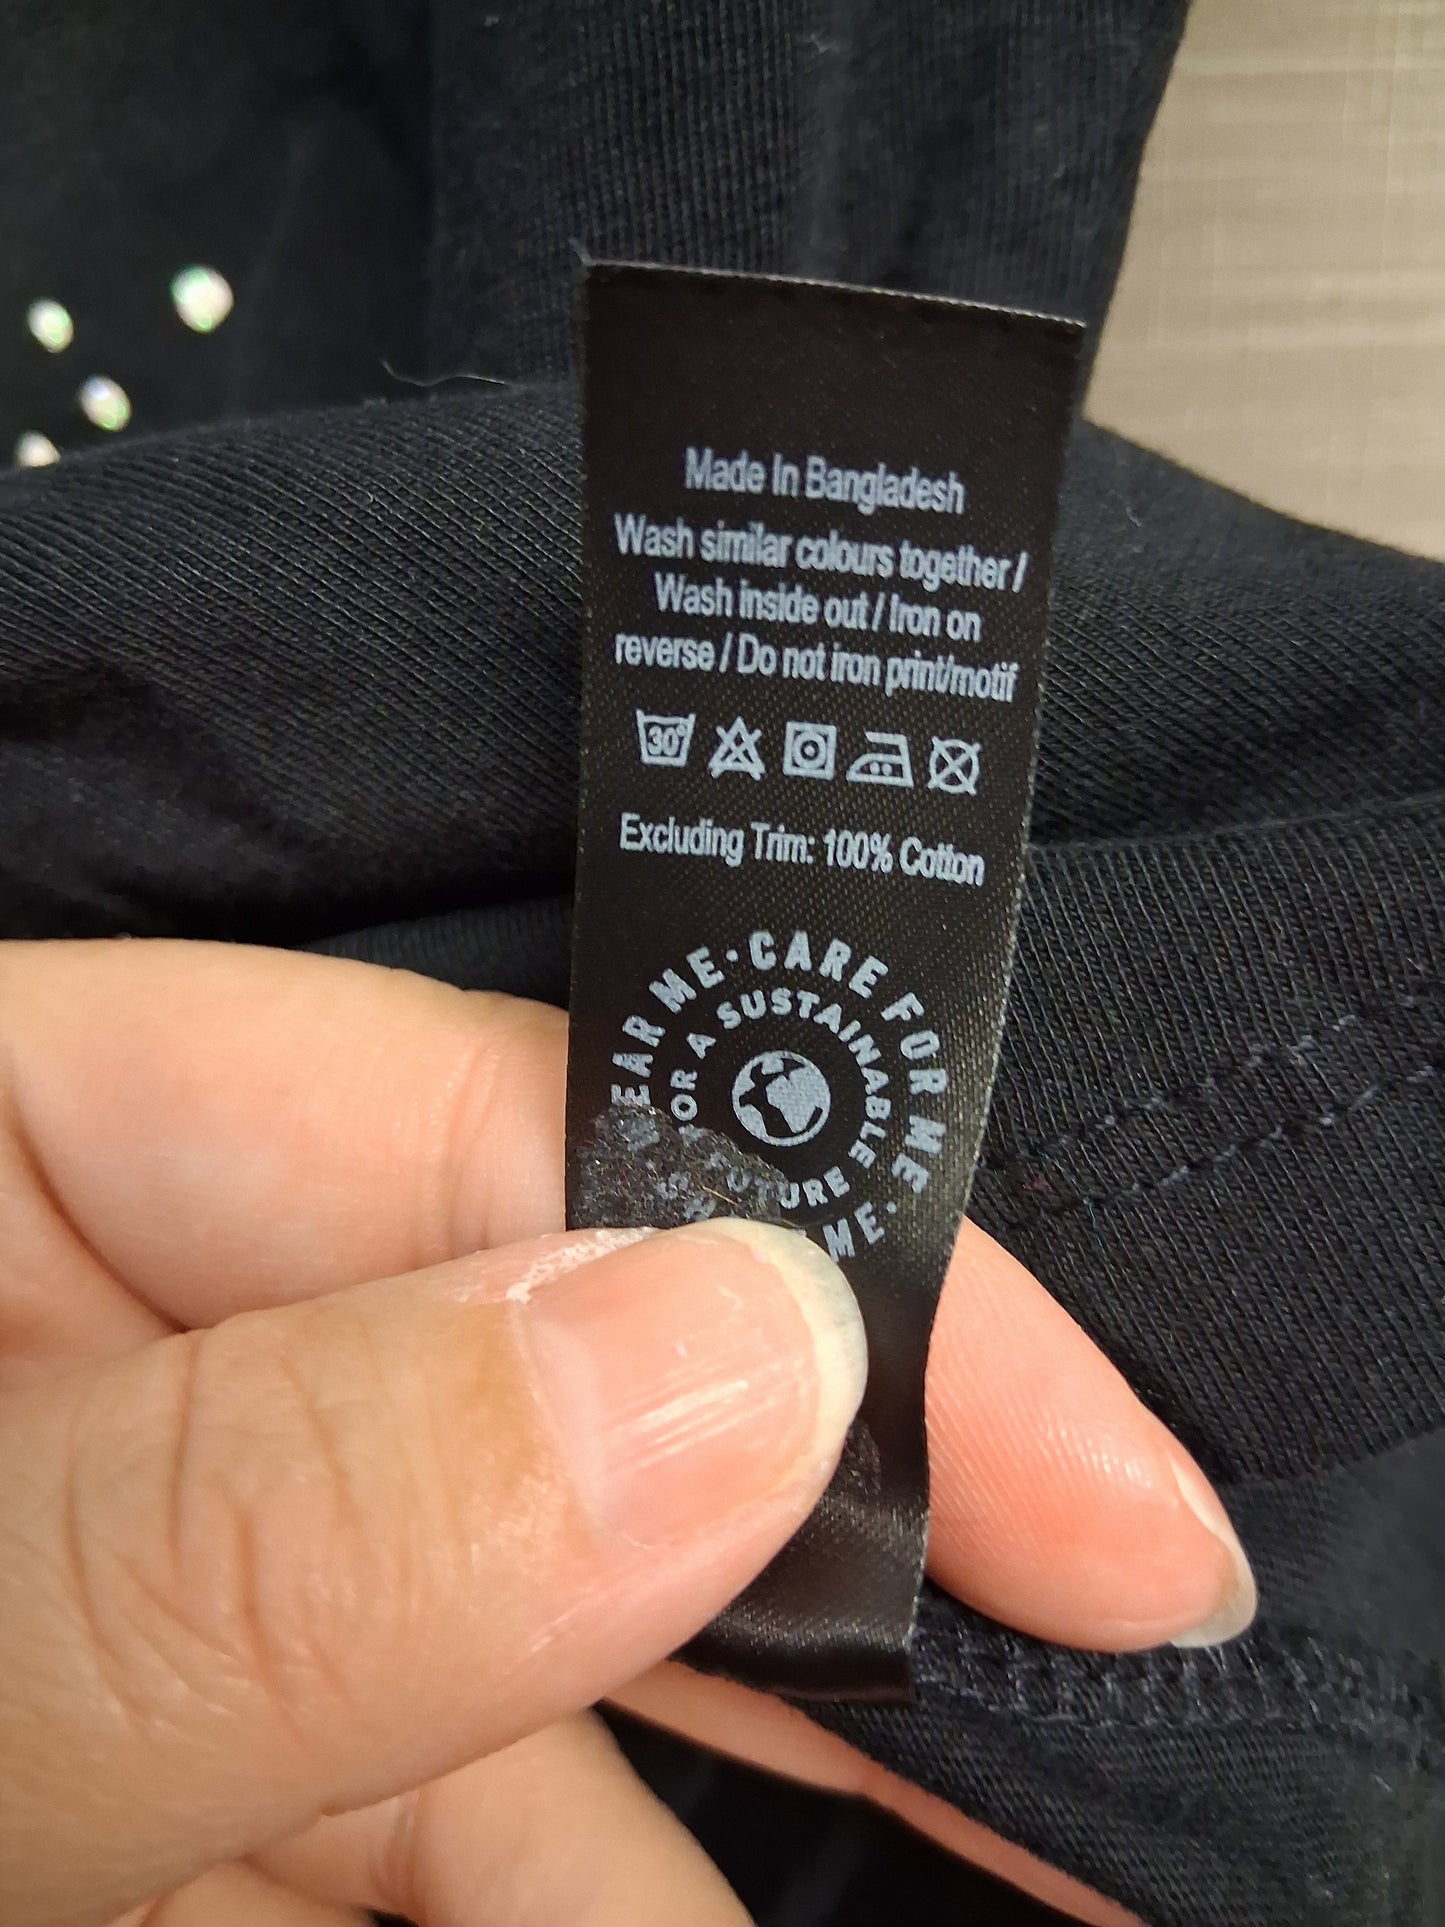 Made In Bangladesh
Wash similar colours together /
Wash inside out / Iron on
reverse / Do not iron print/motif
30°
Excluding Trim: 100% Cotton
ME · CARE FOR ME
ME ·
FOR A SUSTAINABLE FUTURE